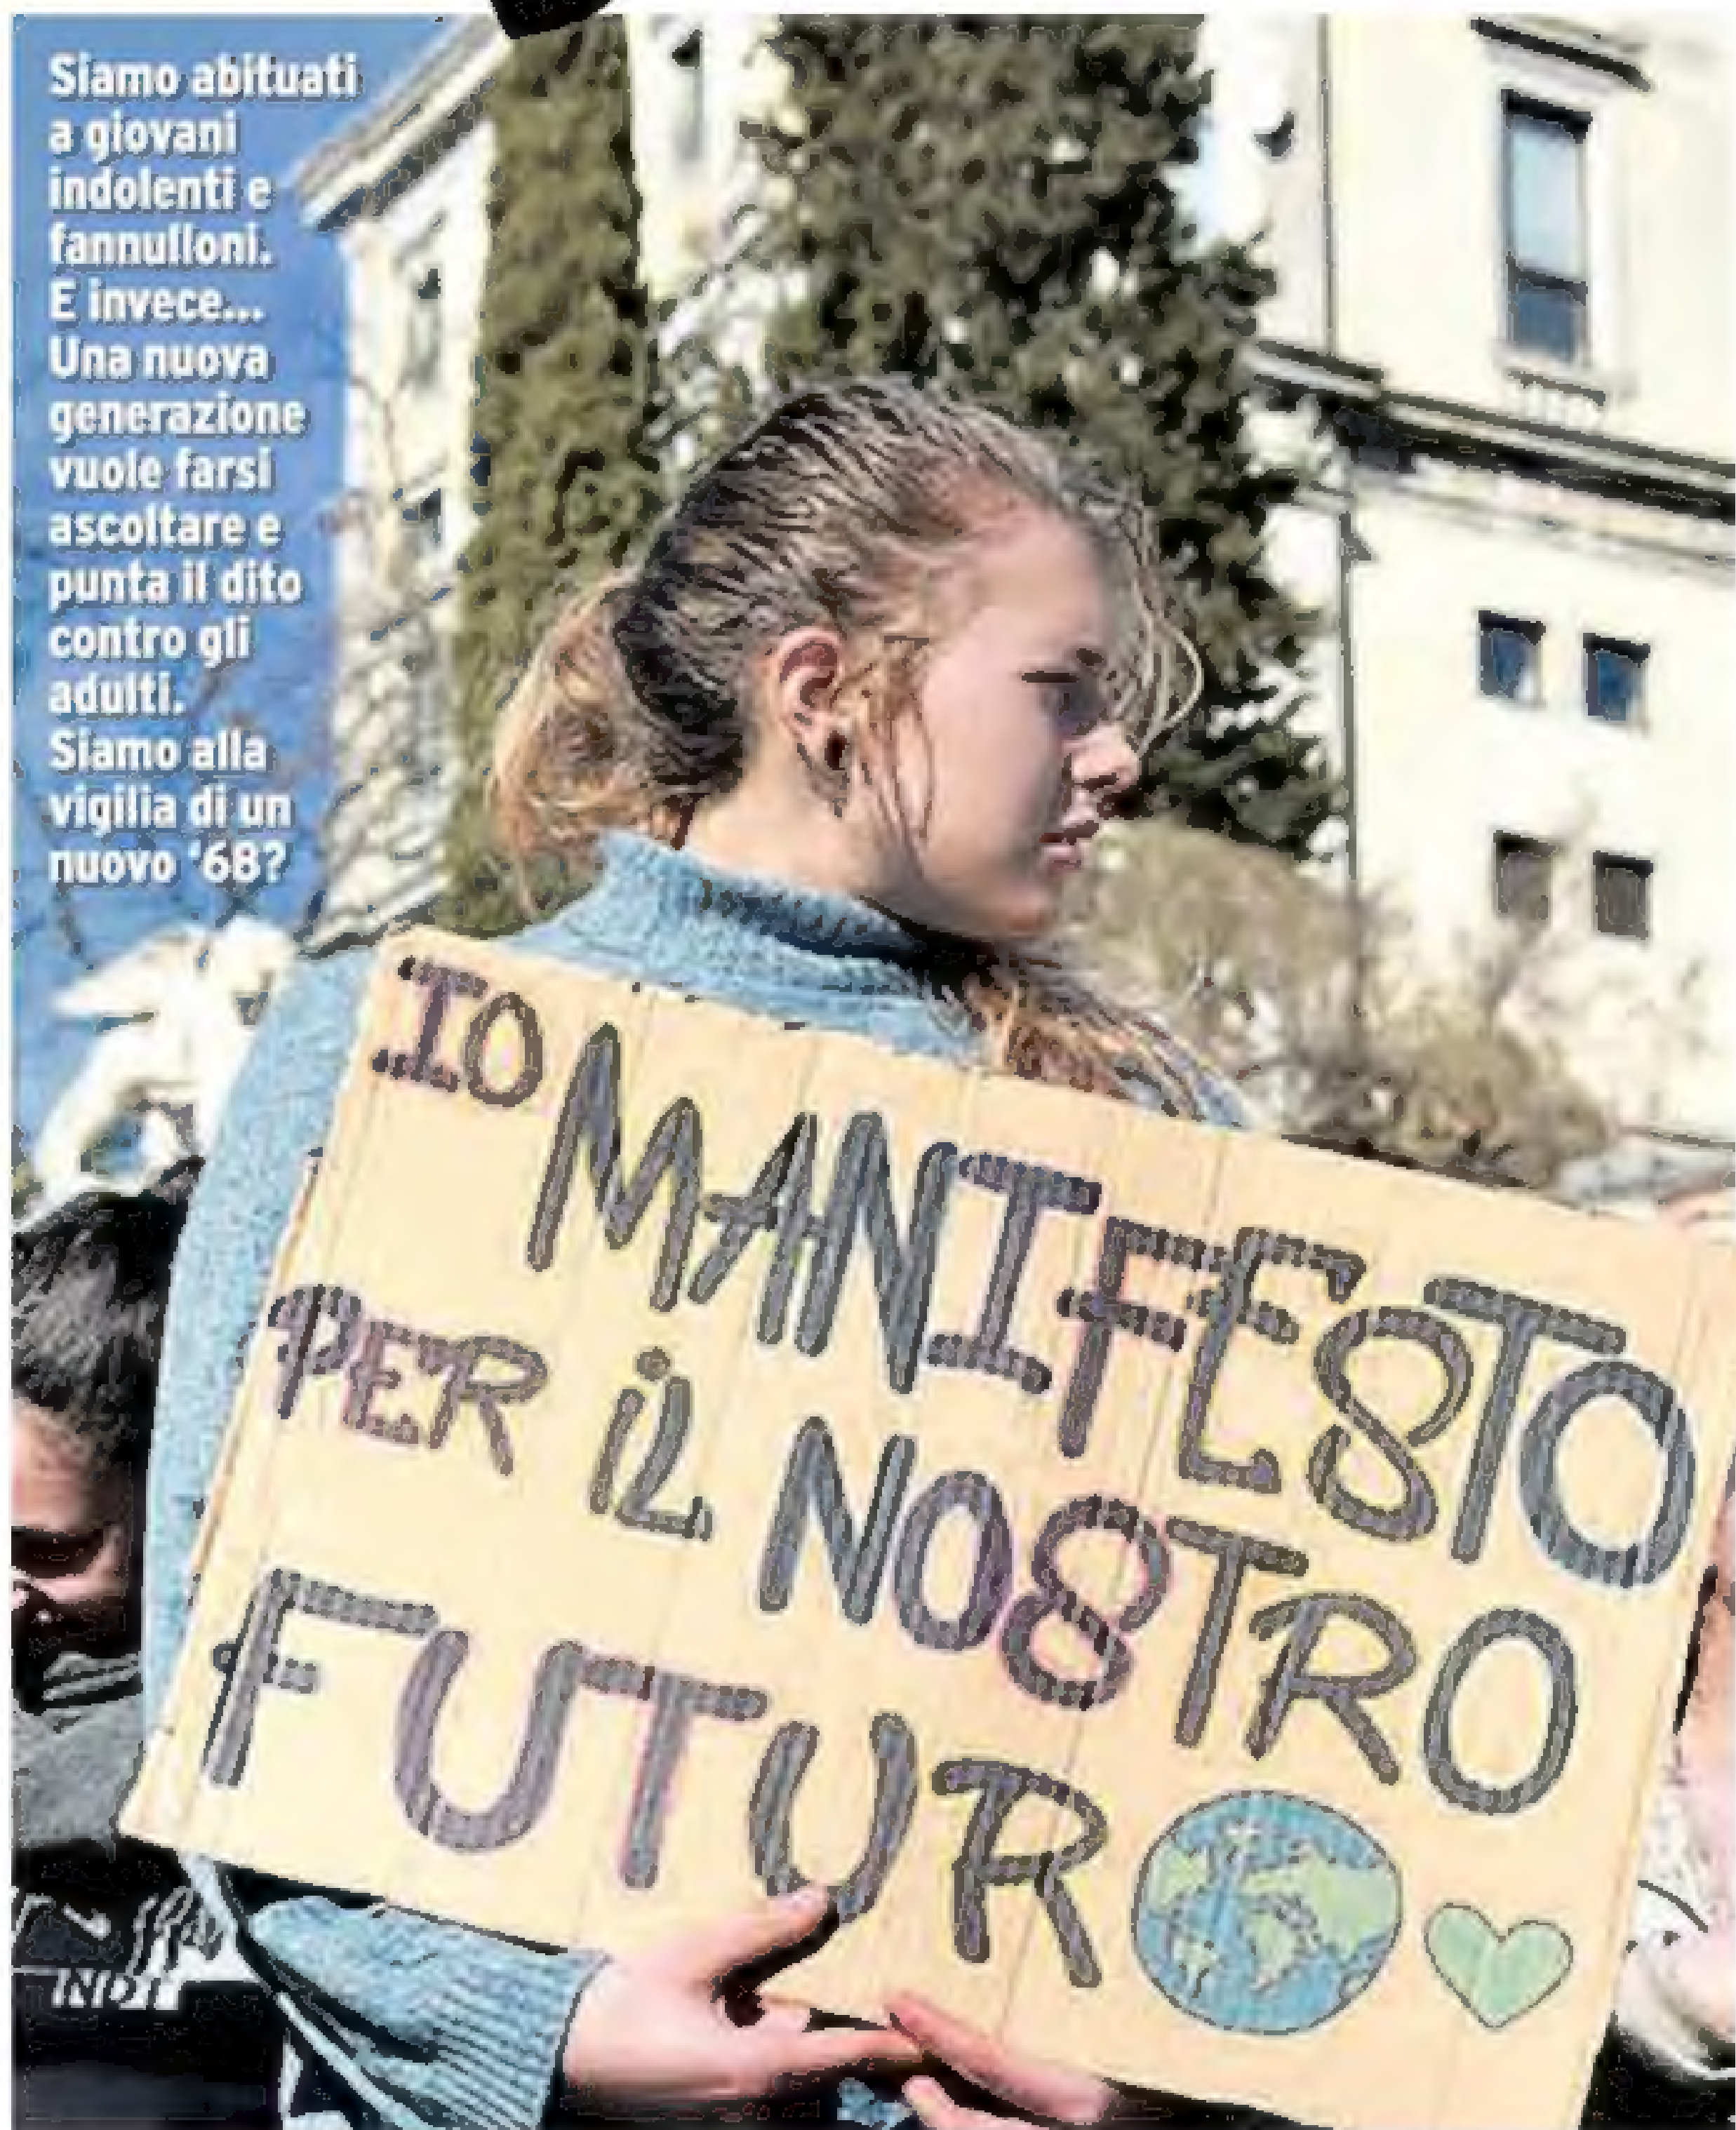 Siamo abituati
a giovani
indolenti e
fannulloni.
E invece...
Una nuova
generazione
vuole farsi
ascoltare e
punta il dito
contro gli
adulti.
Siamo alla
vigilia di un
nuovo '68?
IO MANIFESTO
PER IL NOSTRO
FUTUR